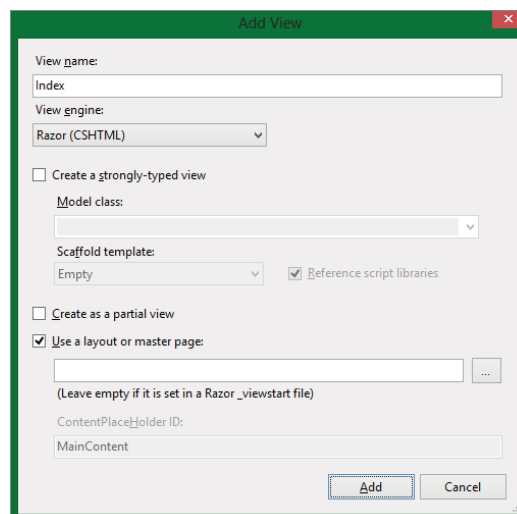 Add View
View name:
Index
View engine:
Razor (CSHTML)
Create a strongly-typed view
Model class:
Scaffold template:
Empty
Reference script libraries
Create as a partial view
Use a layout or master page:
...
(Leave empty if it is set in a Razor _viewstart file)
ContentPlaceHolder ID:
MainContent
Add Cancel